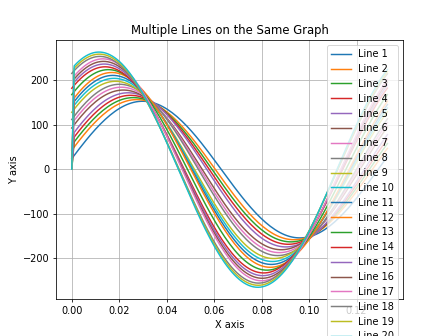 Multiple Lines on the Same Graph
Y axis
200
100
0
−100
−200
0.00
0.02
0.04
0.06
0.08
0.10
X axis
Line 1
Line 2
Line 3
Line 4
Line 5
Line 6
Line 7
Line 8
Line 9
Line 10
Line 11
Line 12
Line 13
Line 14
Line 15
Line 16
Line 17
Line 18
Line 19
Line 20